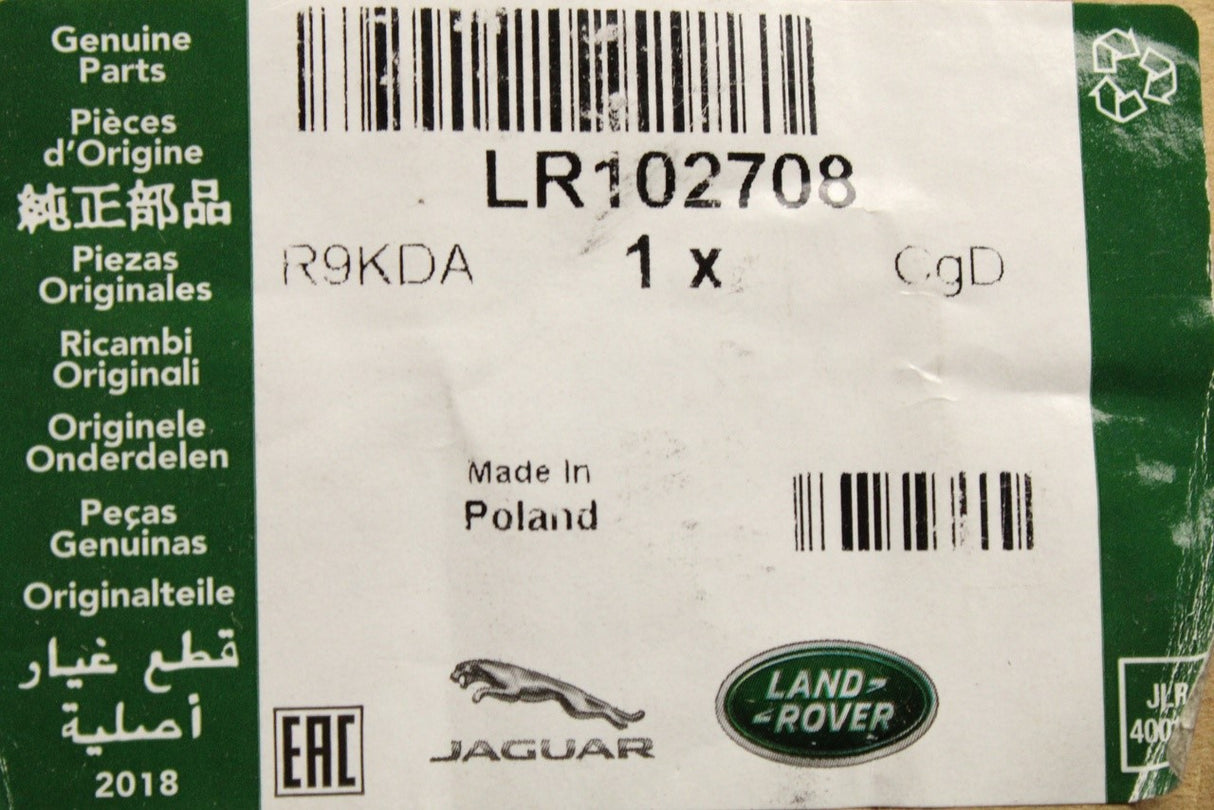 Genuine
Parts
Pièces
d'Origine
純正部品
Piezas
Originales
Ricambi
Originali
Originele
Onderdelen
Peças
Genuinas
Originalteile
قطع غيار
أصلية
2018
LR102708
R9KDA 1 x CgD
Made In
Poland
EAC
JAGUAR
LAND
ROVER
JLR